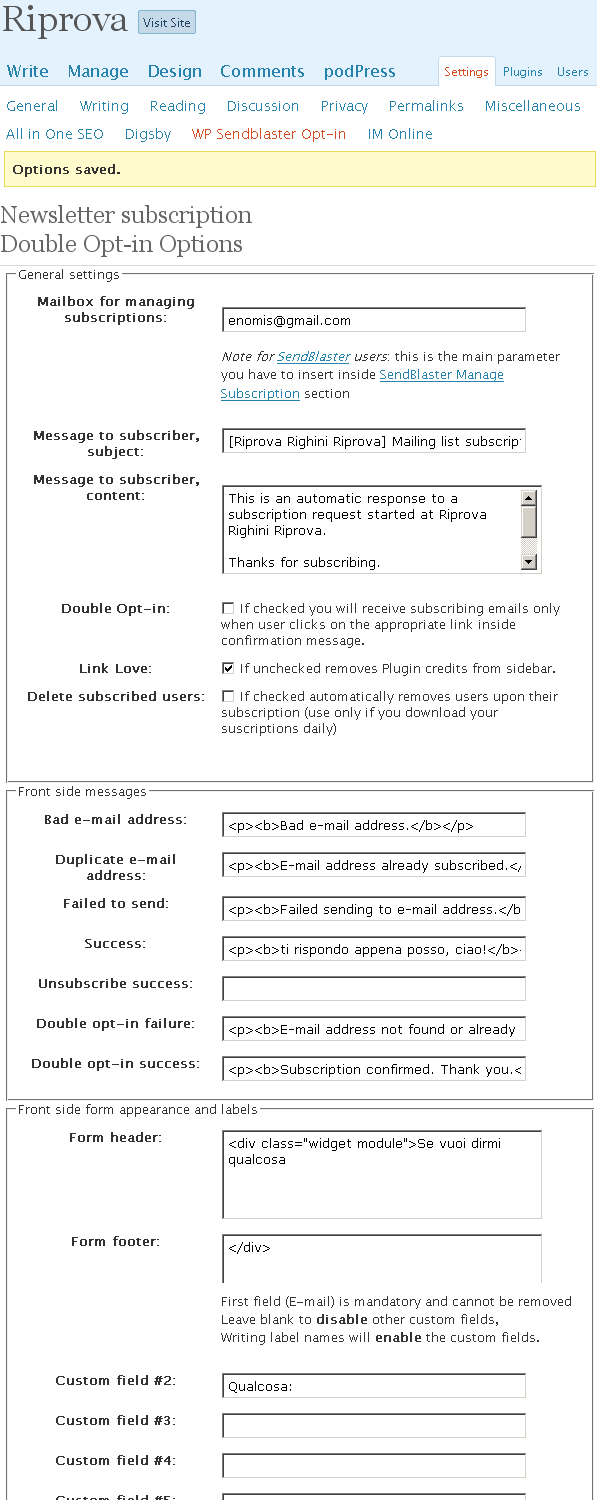 Riprova Visit Site
Write Manage Design Comments podPress Settings Plugins Users
General Writing Reading Discussion Privacy Permalinks Miscellaneous
All in One SEO Digsby WP Sendblaster Opt-in IM Online
Options saved.
Newsletter subscription
Double Opt-in Options
General settings
Mailbox for managing
subscriptions:
enomis@gmail.com
Note for SendBlaster users: this is the main parameter
you have to insert inside SendBlaster Manage
Subscription section
Message to subscriber,
subject:
[Riprova Righini Riprova] Mailing list subscrip
Message to subscriber,
content:
This is an automatic response to a
subscription request started at Riprova
Righini Riprova.
Thanks for subscribing.
Double Opt-in:
If checked you will receive subscribing emails only
when user clicks on the appropriate link inside
confirmation message.
Link Love:
If unchecked removes Plugin credits from sidebar.
Delete subscribed users:
If checked automatically removes users upon their
subscription (use only if you download your
suscriptions daily)
Front side messages
Bad e-mail address:
<p><b>Bad e-mail address.</b></p>
Duplicate e-mail
address:
<p><b>E-mail address already subscribed.</
Failed to send:
<p><b>Failed sending to e-mail address.</b
Success:
<p><b>ti rispondo appena posso, ciao!</b>
Unsubscribe success:
Double opt-in failure:
<p><b>E-mail address not found or already
Double opt-in success:
<p><b>Subscription confirmed. Thank you.<
Front side form appearance and labels
Form header:
<div class="widget module">Se vuoi dirmi
qualcosa
Form footer:
</div>
First field (E-mail) is mandatory and cannot be removed
Leave blank to disable other custom fields,
Writing label names will enable the custom fields.
Custom field #2:
Qualcosa:
Custom field #3:
Custom field #4:
Custom field #5: